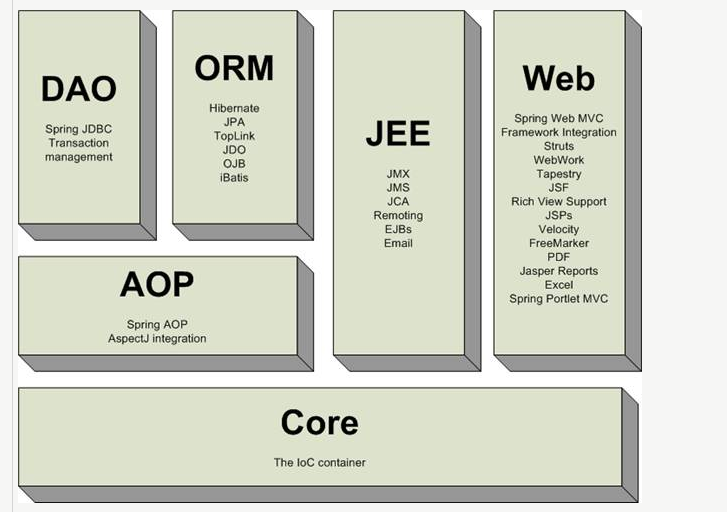 DAO
Spring JDBC
Transaction
management
ORM
Hibernate
JPA
TopLink
JDO
OJB
iBatis
JEE
JMX
JMS
JCA
Remoting
EJBs
Email
Web
Spring Web MVC
Framework Integration
Struts
WebWork
Tapestry
JSF
Rich View Support
JSPs
Velocity
FreeMarker
PDF
Jasper Reports
Excel
Spring Portlet MVC
AOP
Spring AOP
AspectJ integration
Core
The IoC container